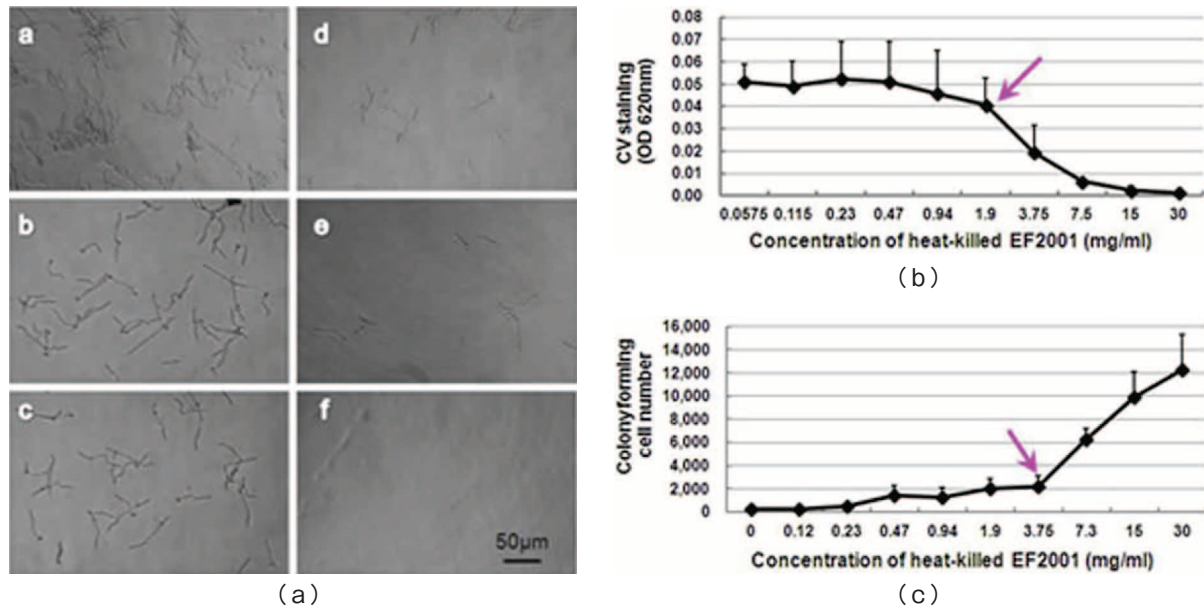 a
d
b
e
c
f
50μm
(a)
0.08
0.07
0.06
0.05
0.04
0.03
0.02
0.01
0.00
CV staining
(OD 620nm)
0.0575 0.115 0.23 0.47 0.94 1.9 3.75 7.5 15 30
Concentration of heat-killed EF2001 (mg/ml)
(b)
16,000
14,000
12,000
10,000
8,000
6,000
4,000
2,000
0
Colonyforming
cell number
0 0.12 0.23 0.47 0.94 1.9 3.75 7.3 15 30
Concentration of heat-killed EF2001 (mg/ml)
(c)